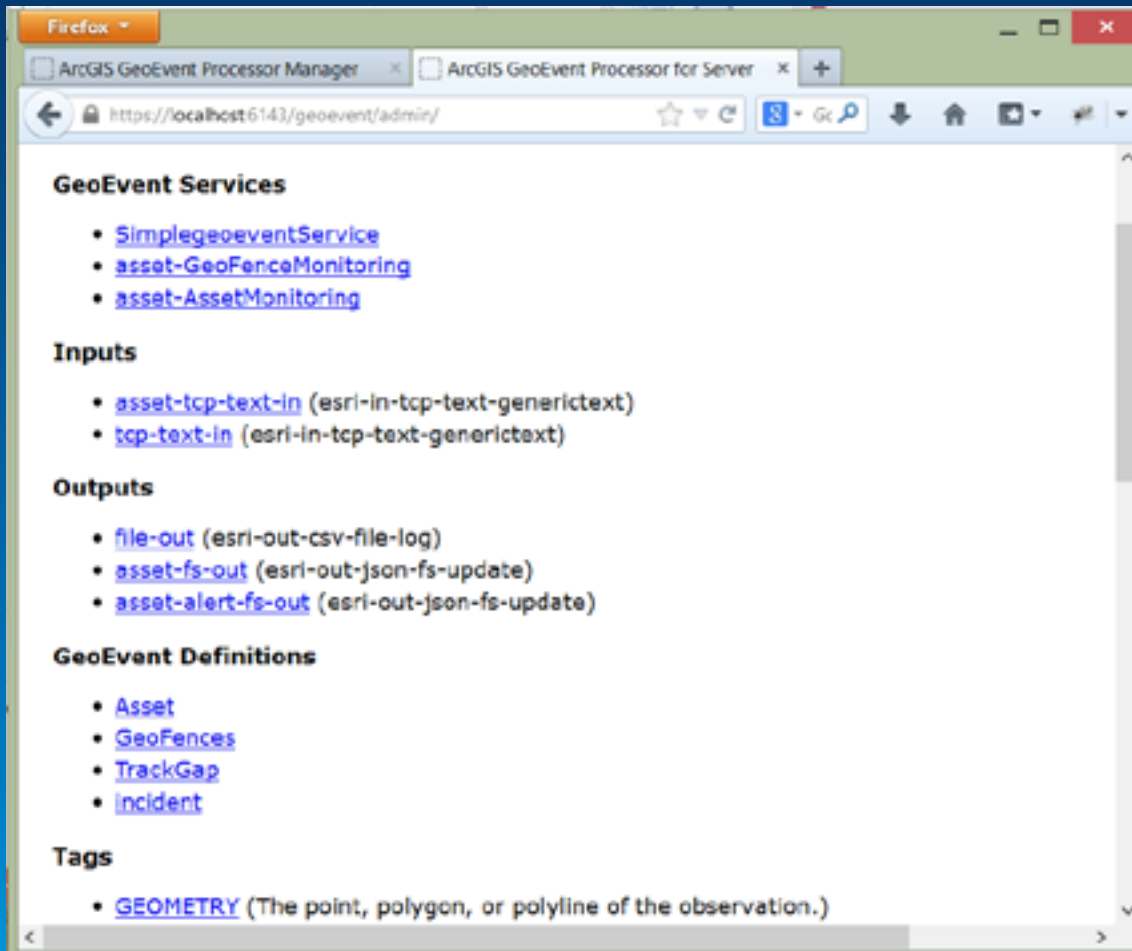 Firefox
ArcGIS GeoEvent Processor Manager
ArcGIS GeoEvent Processor for Server
https://localhost:6143/geoevent/admin/
GeoEvent Services
SimplegeoeventService
asset-GeoFenceMonitoring
asset-AssetMonitoring
Inputs
asset-tcp-text-in (esri-in-tcp-text-generictext)
tcp-text-in (esri-in-tcp-text-generictext)
Outputs
file-out (esri-out-csv-file-log)
asset-fs-out (esri-out-json-fs-update)
asset-alert-fs-out (esri-out-json-fs-update)
GeoEvent Definitions
Asset
GeoFences
TrackGap
incident
Tags
GEOMETRY (The point, polygon, or polyline of the observation.)